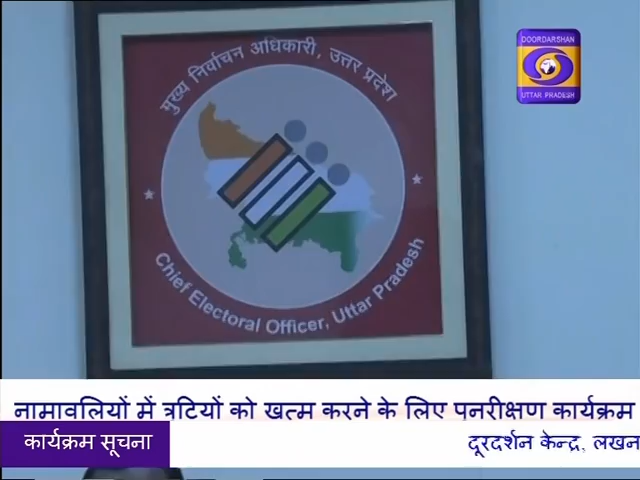 DOORDARSHAN
UTTAR PRADESH
मुख्य निर्वाचन अधिकारी, उत्तर प्रदेश
Chief Electoral Officer, Uttar Pradesh
नामावलियों में त्रुटियों को खत्म करने के लिए पुनरीक्षण कार्यक्रम
कार्यक्रम सूचना
दूरदर्शन केन्द्र, लखन